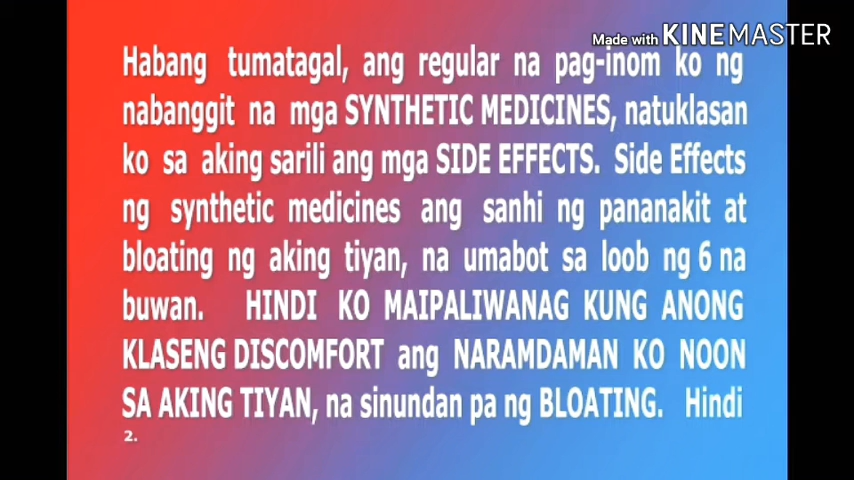 Made with KINEMASTER
Habang tumatagal, ang regular na pag-inom ko ng
nabanggit na mga SYNTHETIC MEDICINES, natuklasan
ko sa aking sarili ang mga SIDE EFFECTS. Side Effects
ng synthetic medicines ang sanhi ng pananakit at
bloating ng aking tiyan, na umabot sa loob ng 6 na
buwan. HINDI KO MAIPALIWANAG KUNG ANONG
KLASENG DISCOMFORT ang NARAMDAMAN KO NOON
SA AKING TIYAN, na sinundan pa ng BLOATING. Hindi
2.